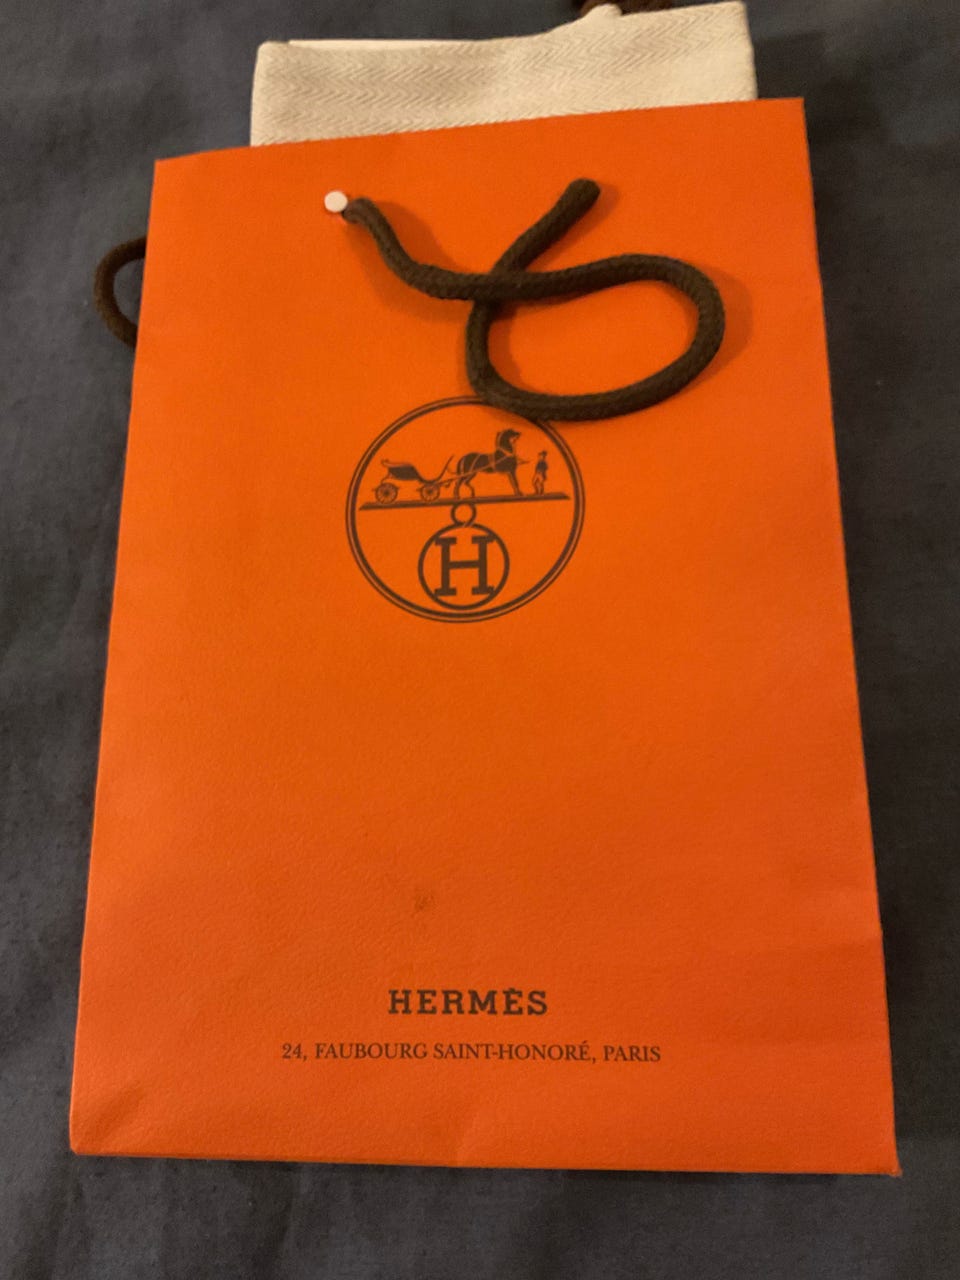 H
HERMÈS
24, FAUBOURG SAINT-HONORÉ, PARIS